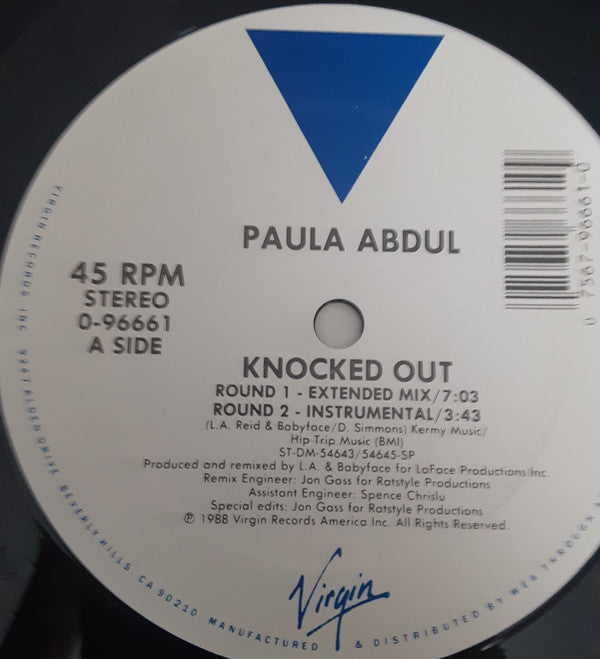 PAULA ABDUL
45 RPM
STEREO
0-96661
A SIDE
0 7567-96661-0
KNOCKED OUT
ROUND 1 - EXTENDED MIX/7:03
ROUND 2 - INSTRUMENTAL/3:43
(L.A. Reid & Babyface/D. Simmons) Kermy Music/
Hip Trip Music (BMI)
ST-DM-54643/54645-SP
Produced and remixed by L.A. & Babyface for LaFace Productions Inc.
Remix Engineer: Jon Gass for Ratstyle Productions
Assistant Engineer: Spence Chrislu
Special edits: Jon Gass for Ratstyle Productions
℗ 1988 Virgin Records America Inc. All Rights Reserved.
Virgin
VIRGIN RECORDS INC 9247 ALDEN DRIVE BEVERLY HILLS CA 90210 MANUFACTURED & DISTRIBUTED BY WEA THROUGH